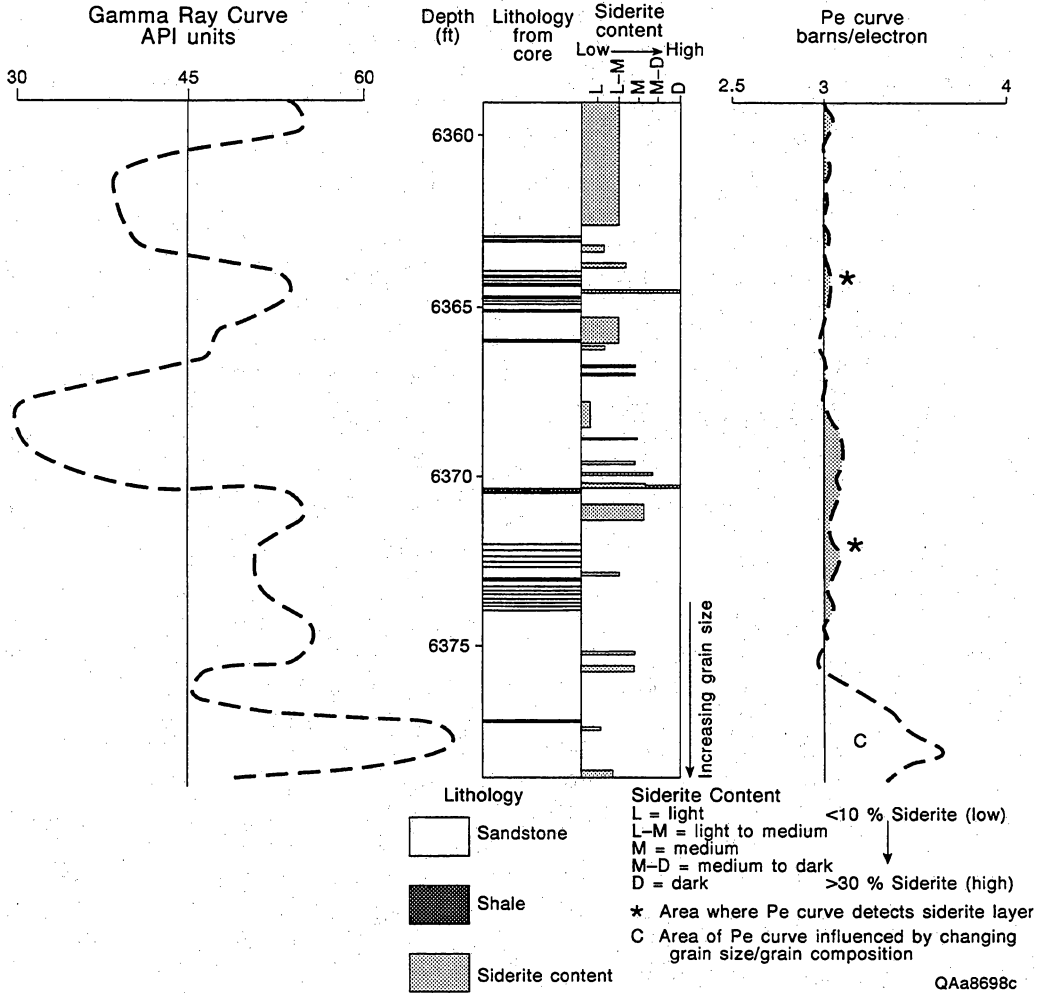 Gamma Ray Curve
API units
30 45 60
Depth
(ft)
Lithology
from
core
Siderite
content
Low High
L
L–M
M
M–D
D
Pe curve
barns/electron
2.5 3 4
6360
6365
6370
6375
*
*
C
Increasing grain size
Lithology
Sandstone
Shale
Siderite content
Siderite Content
L = light
L–M = light to medium
M = medium
M–D = medium to dark
D = dark
<10 % Siderite (low)
>30 % Siderite (high)
* Area where Pe curve detects siderite layer
C Area of Pe curve influenced by changing
grain size/grain composition
QAa8698c